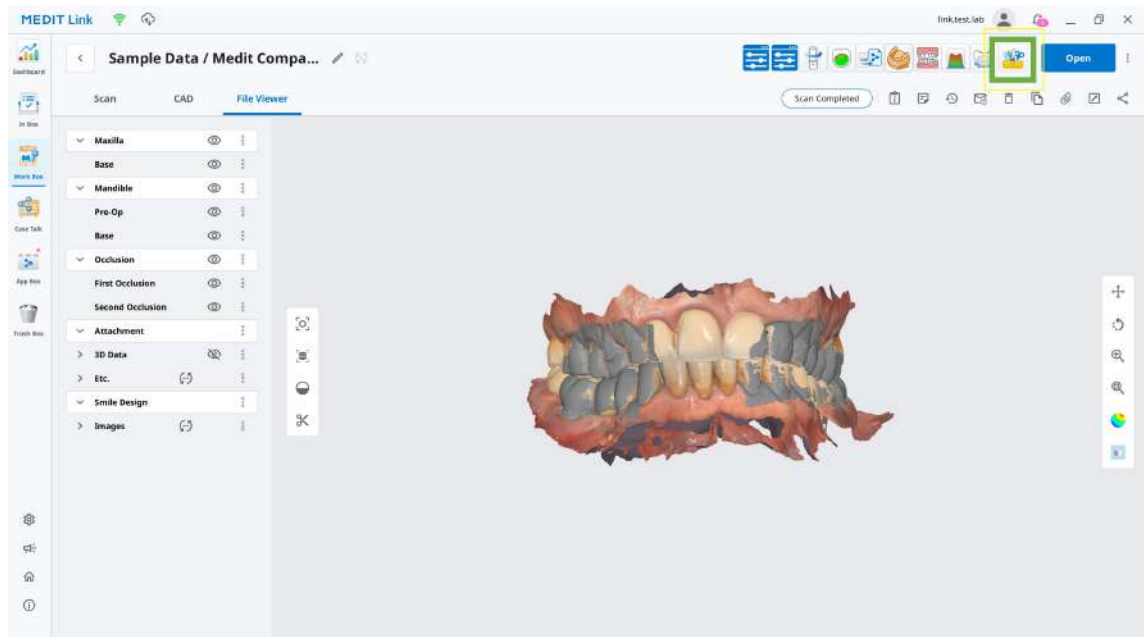 MEDIT Link
link.test.lab
Dashboard
Sample Data / Medit Compa...
Open
Scan
CAD
File Viewer
Scan Completed
In Box
Work Box
Case Talk
App Box
Trash Box
Maxilla
Base
Mandible
Pre-Op
Base
Occlusion
First Occlusion
Second Occlusion
Attachment
3D Data
Etc.
Smile Design
Images